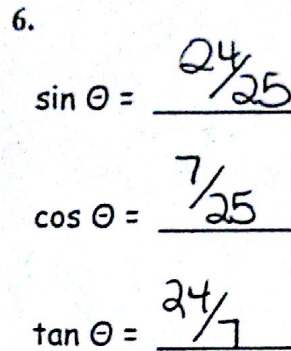 6.
sin Θ = 24/25
cos Θ = 7/25
tan Θ = 24/7